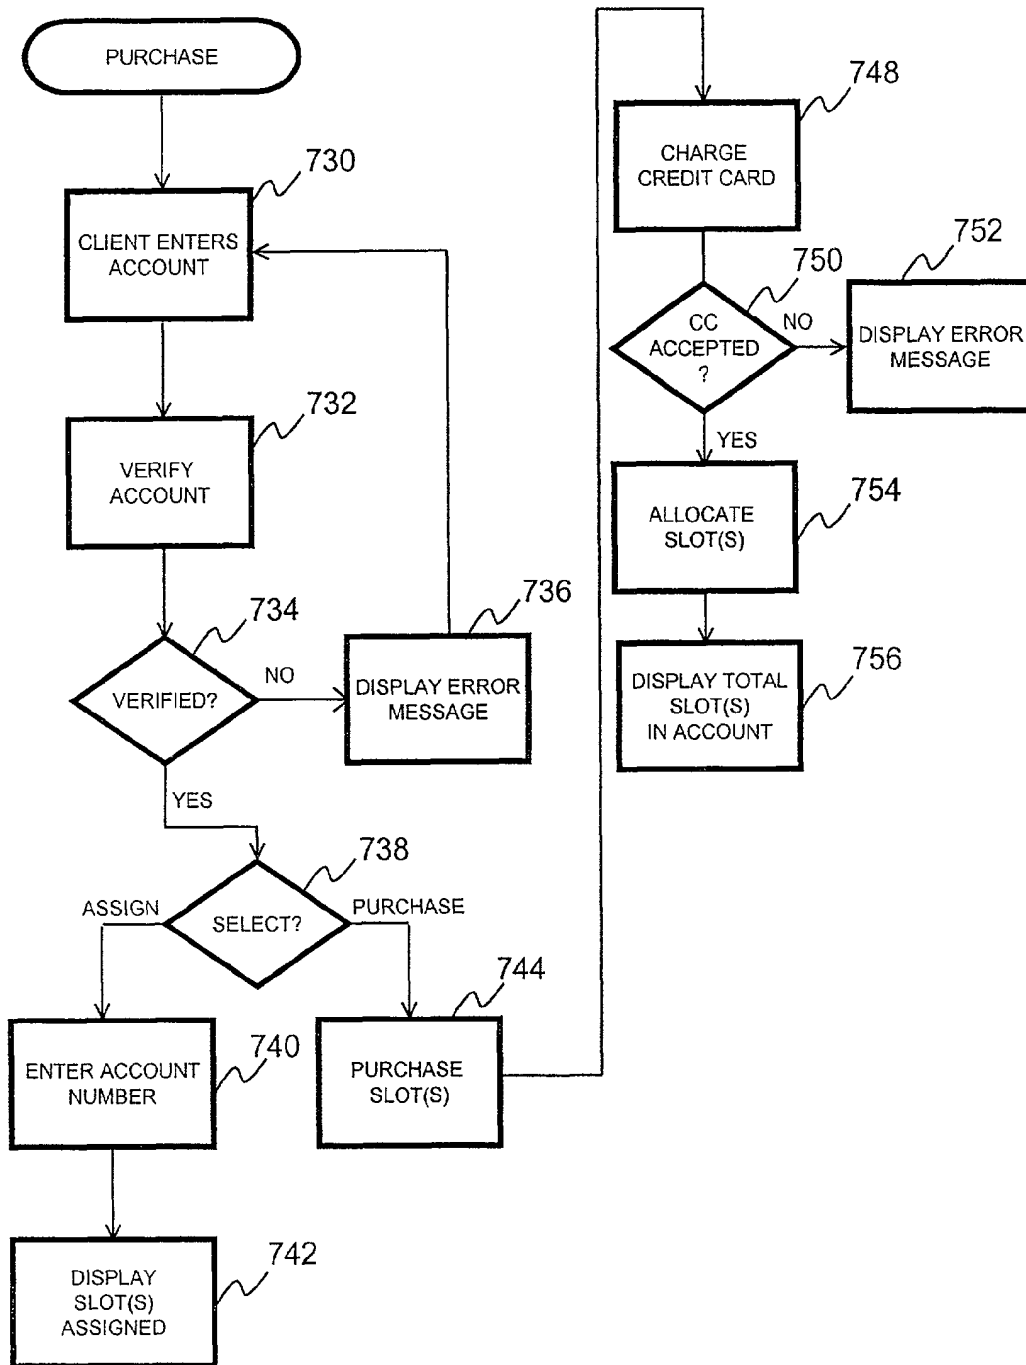 PURCHASE
730
CLIENT ENTERS
ACCOUNT
732
VERIFY
ACCOUNT
734
VERIFIED?
NO
736
DISPLAY ERROR
MESSAGE
YES
738
SELECT?
ASSIGN
PURCHASE
740
ENTER ACCOUNT
NUMBER
742
DISPLAY
SLOT(S)
ASSIGNED
744
PURCHASE
SLOT(S)
748
CHARGE
CREDIT CARD
750
CC
ACCEPTED
?
NO
752
DISPLAY ERROR
MESSAGE
YES
754
ALLOCATE
SLOT(S)
756
DISPLAY TOTAL
SLOT(S)
IN ACCOUNT